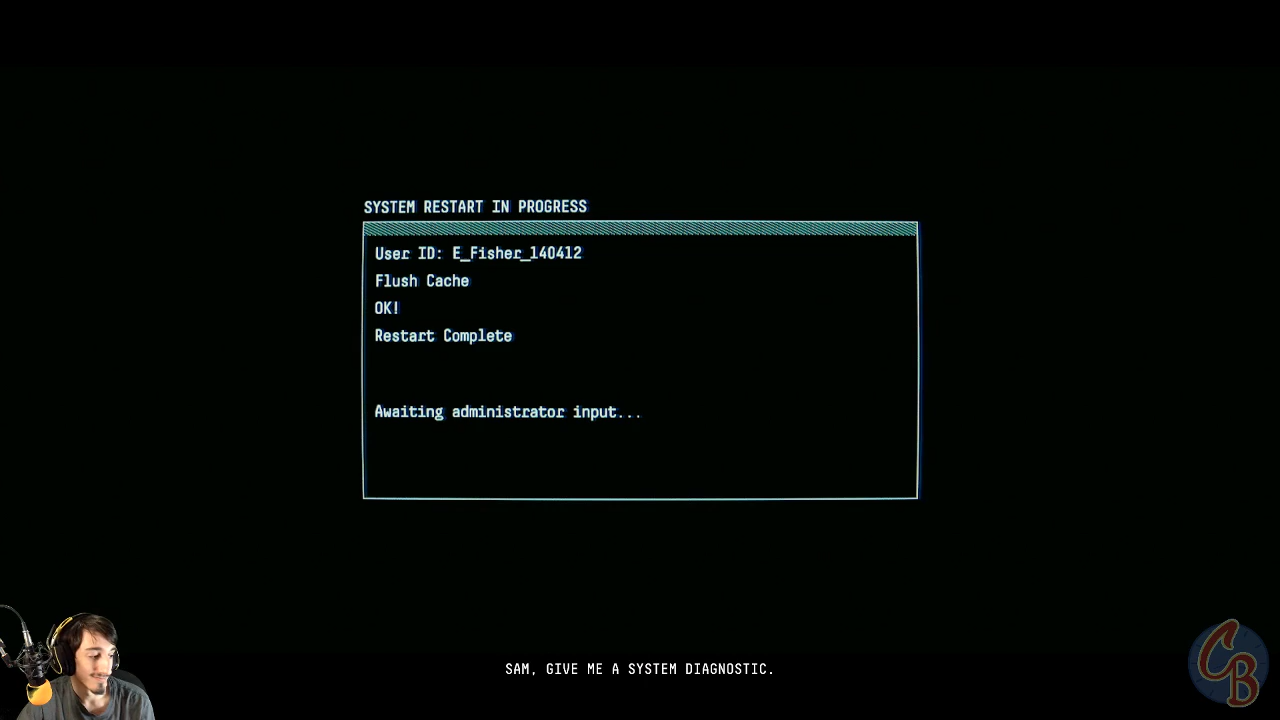 SYSTEM RESTART IN PROGRESS
User ID: E_Fisher_140412
Flush Cache
OK!
Restart Complete
Awaiting administrator input...
SAM, GIVE ME A SYSTEM DIAGNOSTIC.
CB